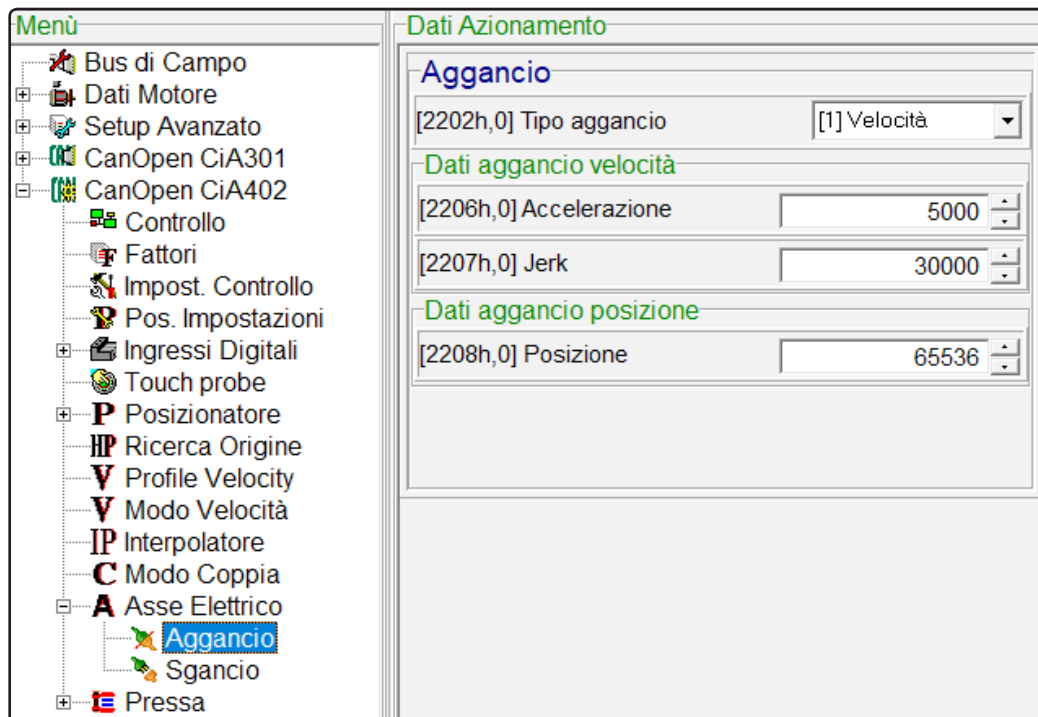 Menù
Bus di Campo
Dati Motore
Setup Avanzato
CanOpen CiA301
CanOpen CiA402
Controllo
Fattori
Impost. Controllo
Pos. Impostazioni
Ingressi Digitali
Touch probe
P Posizionatore
HP Ricerca Origine
V Profile Velocity
V Modo Velocità
IP Interpolatore
C Modo Coppia
A Asse Elettrico
Aggancio
Sgancio
Pressa
Dati Azionamento
Aggancio
[2202h,0] Tipo aggancio [1] Velocità
Dati aggancio velocità
[2206h,0] Accelerazione 5000
[2207h,0] Jerk 30000
Dati aggancio posizione
[2208h,0] Posizione 65536